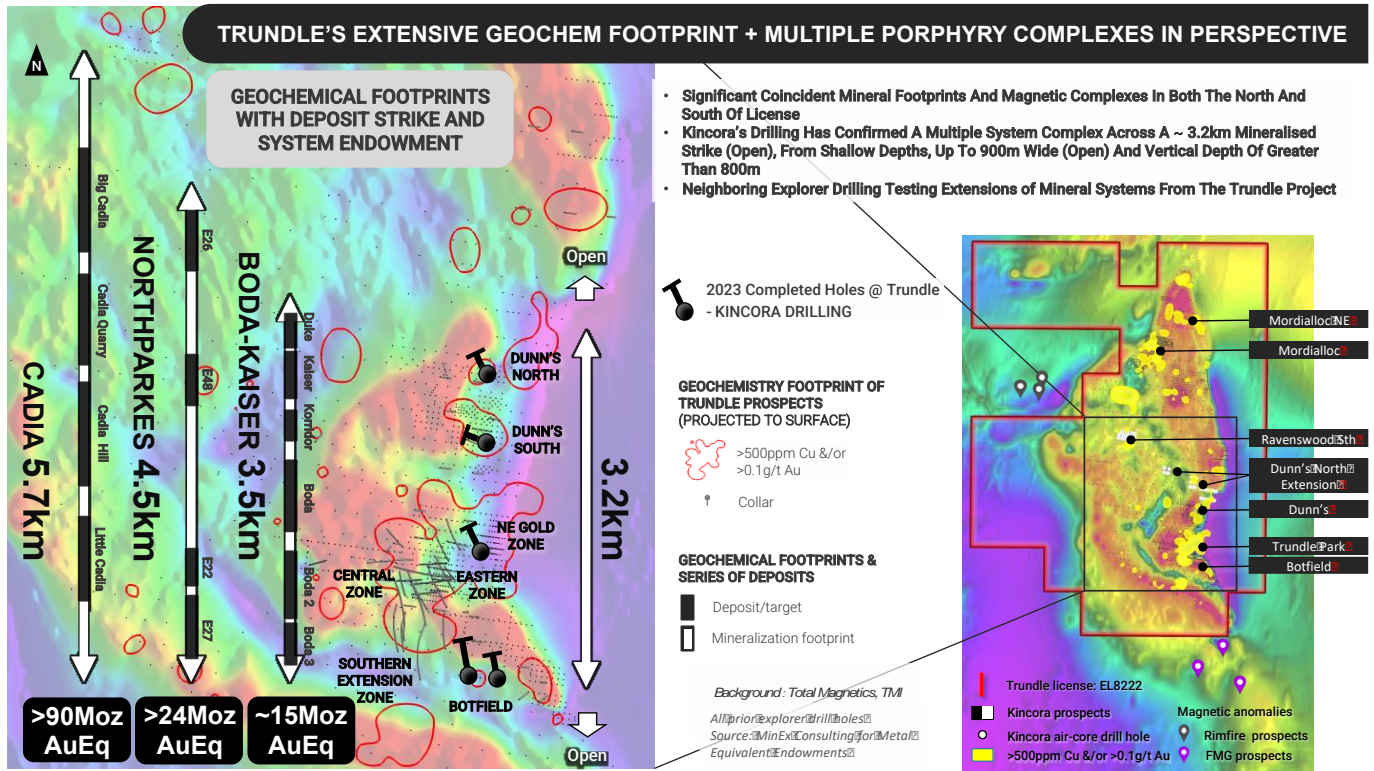 TRUNDLE'S EXTENSIVE GEOCHEM FOOTPRINT + MULTIPLE PORPHYRY COMPLEXES IN PERSPECTIVE
N
GEOCHEMICAL FOOTPRINTS
WITH DEPOSIT STRIKE AND
SYSTEM ENDOWMENT
CADIA 5.7km
Big Cadia
Cadia Quarry
Cadia Hill
Little Cadia
NORTHPARKES 4.5km
E26
E48
E22
E27
BODA-KAISER 3.5km
Duke
Kaiser
Korridor
Boda
Boda 2
Boda 3
>90Moz
AuEq
>24Moz
AuEq
~15Moz
AuEq
Open
DUNN'S
NORTH
DUNN'S
SOUTH
3.2km
NE GOLD
ZONE
CENTRAL
ZONE
EASTERN
ZONE
SOUTHERN
EXTENSION
ZONE
BOTFIELD
Open
• Significant Coincident Mineral Footprints And Magnetic Complexes In Both The North And
South Of License
• Kincora's Drilling Has Confirmed A Multiple System Complex Across A ~ 3.2km Mineralised
Strike (Open), From Shallow Depths, Up To 900m Wide (Open) And Vertical Depth Of Greater
Than 800m
• Neighboring Explorer Drilling Testing Extensions of Mineral Systems From The Trundle Project
2023 Completed Holes @ Trundle
- KINCORA DRILLING
GEOCHEMISTRY FOOTPRINT OF
TRUNDLE PROSPECTS
(PROJECTED TO SURFACE)
>500ppm Cu &/or
>0.1g/t Au
Collar
GEOCHEMICAL FOOTPRINTS &
SERIES OF DEPOSITS
Deposit/target
Mineralization footprint
Background : Total Magnetics, TMI
All prior explorer drill holes
Source: MinEx Consulting for Metal
Equivalent Endowments
Mordialloc NE
Mordialloc
Ravenswood Sth
Dunn's North
Extension
Dunn's
Trundle Park
Botfield
Trundle license: EL8222
Kincora prospects
Magnetic anomalies
Kincora air-core drill hole
Rimfire prospects
>500ppm Cu &/or >0.1g/t Au
FMG prospects